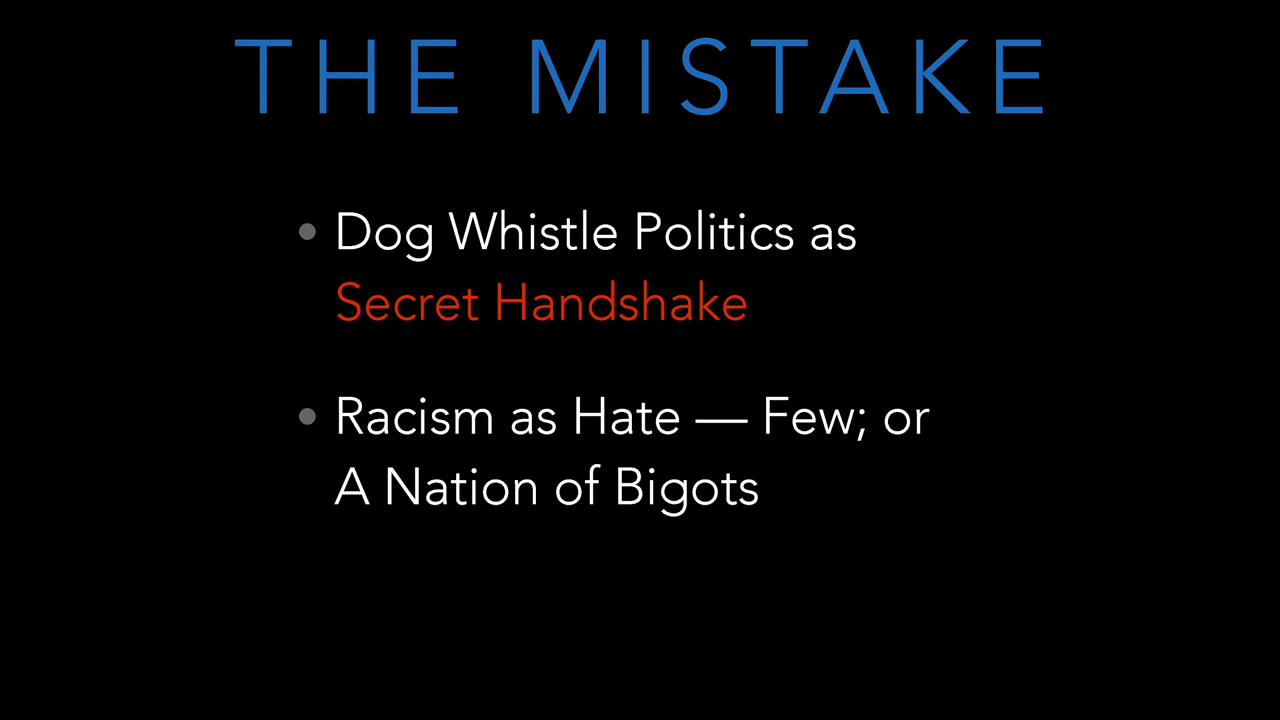 THE MISTAKE
• Dog Whistle Politics as
Secret Handshake
• Racism as Hate — Few; or
A Nation of Bigots